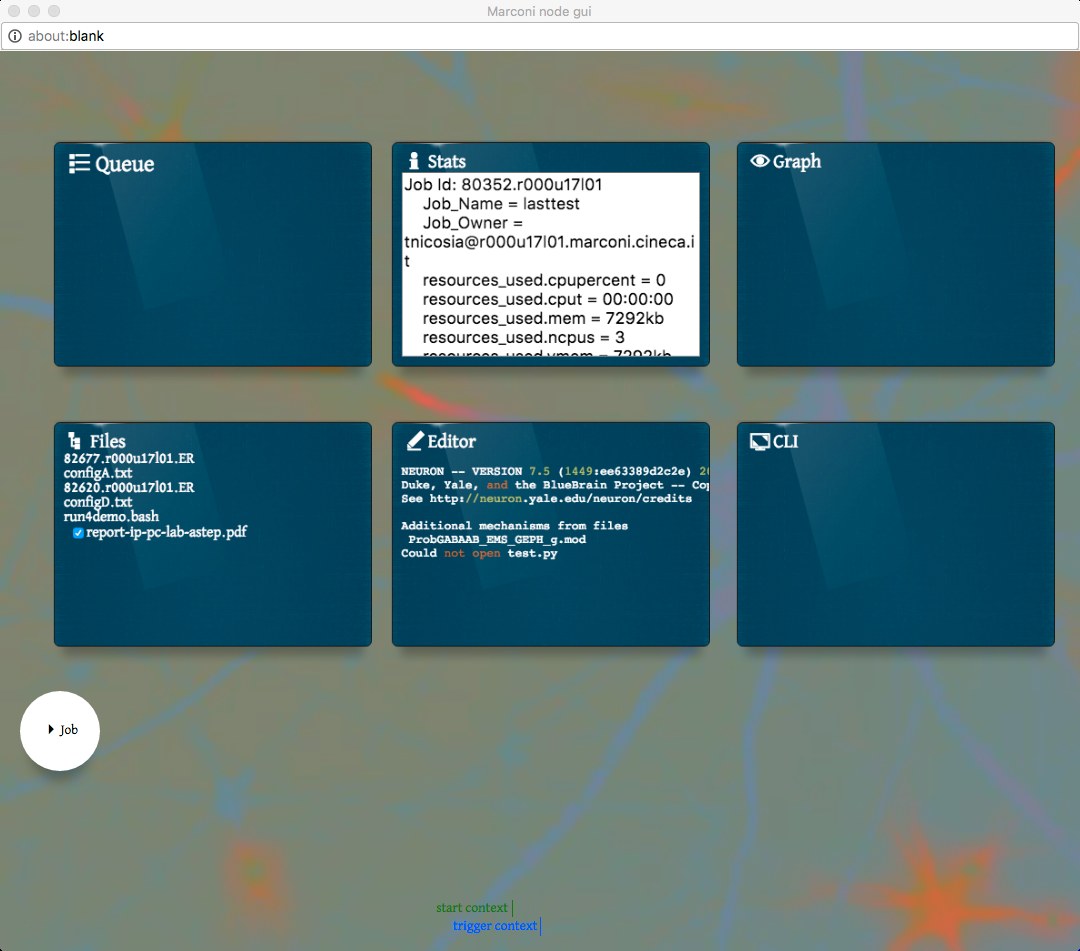 Marconi node gui
about:blank
Queue
Stats
Job Id: 80352.r000u17l01
Job_Name = lasttest
Job_Owner =
tnicosia@r000u17l01.marconi.cineca.i
t
resources_used.cpupercent = 0
resources_used.cput = 00:00:00
resources_used.mem = 7292kb
resources_used.ncpus = 3
resources_used.vmem = 7292kb
Graph
Files
82677.r000u17l01.ER
configA.txt
82620.r000u17l01.ER
configD.txt
run4demo.bash
report-ip-pc-lab-astep.pdf
Editor
NEURON -- VERSION 7.5 (1449:ee63389d2c2e) 20
Duke, Yale, and the BlueBrain Project -- Cop
See http://neuron.yale.edu/neuron/credits
Additional mechanisms from files
ProbGABAAB_EMS_GEPH_g.mod
Could not open test.py
CLI
Job
start context
trigger context